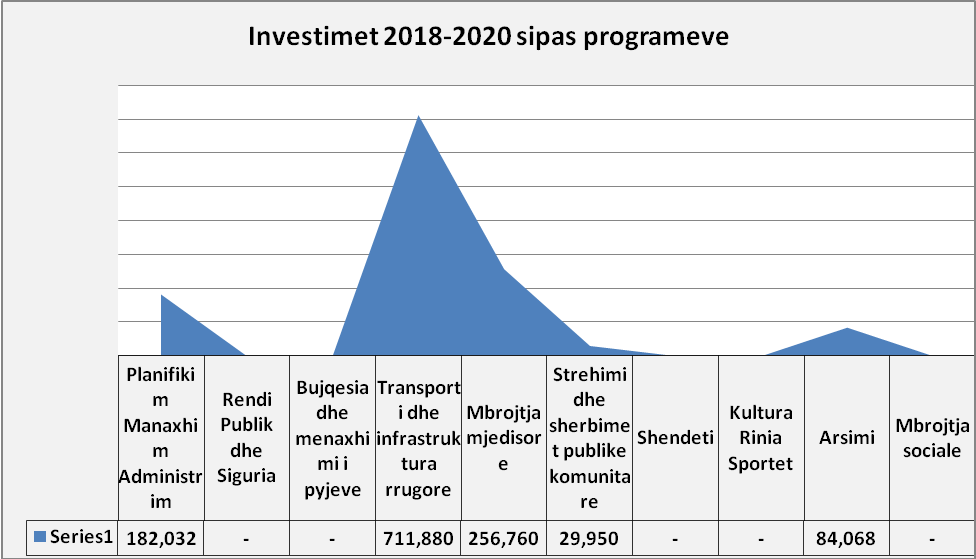 Investimet 2018-2020 sipas programeve
Planifiki
m
Manaxhi
m
Administr
im
Rendi
Publik
dhe
Siguria
Bujqesia
dhe
menaxhi
mi i
pyjeve
Transport
i dhe
infrastruk
tura
rrugore
Mbrojtja
mjedisor
e
Strehimi
dhe
sherbime
t publike
komunita
re
Shendeti
Kultura
Rinia
Sportet
Arsimi
Mbrojtja
sociale
Series1 182,032 - - 711,880 256,760 29,950 - - 84,068 -